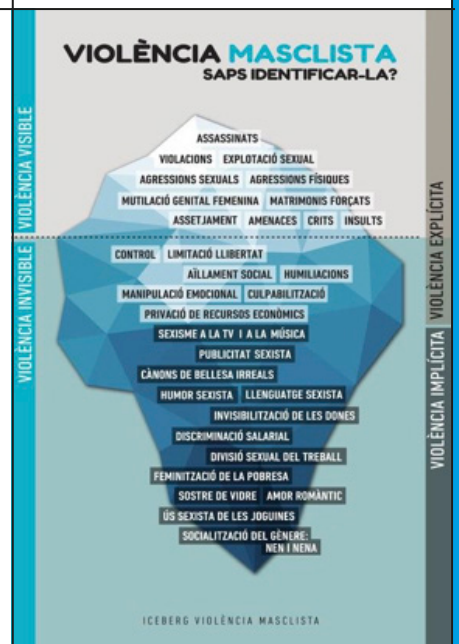 VIOLÈNCIA MASCLISTA
SAPS IDENTIFICAR-LA?
VIOLÈNCIA VISIBLE
ASSASSINATS
VIOLACIONS EXPLOTACIÓ SEXUAL
AGRESSIONS SEXUALS AGRESSIONS FÍSIQUES
MUTILACIÓ GENITAL FEMENINA MATRIMONIS FORÇATS
ASSETJAMENT AMENACES CRITS INSULTS
VIOLÈNCIA EXPLÍCITA
VIOLÈNCIA INVISIBLE
CONTROL LIMITACIÓ LLIBERTAT
AÏLLAMENT SOCIAL HUMILIACIONS
MANIPULACIÓ EMOCIONAL CULPABILITZACIÓ
PRIVACIÓ DE RECURSOS ECONÒMICS
SEXISME A LA TV I A LA MÚSICA
PUBLICITAT SEXISTA
CÀNONS DE BELLESA IRREALS
HUMOR SEXISTA LLENGUATGE SEXISTA
INVISIBILITZACIÓ DE LES DONES
DISCRIMINACIÓ SALARIAL
DIVISIÓ SEXUAL DEL TREBALL
FEMINITZACIÓ DE LA POBRESA
SOSTRE DE VIDRE AMOR ROMÀNTIC
ÚS SEXISTA DE LES JOGUINES
SOCIALITZACIÓ DEL GÈNERE:
NEN I NENA
VIOLÈNCIA IMPLÍCITA
ICEBERG VIOLÈNCIA MASCLISTA